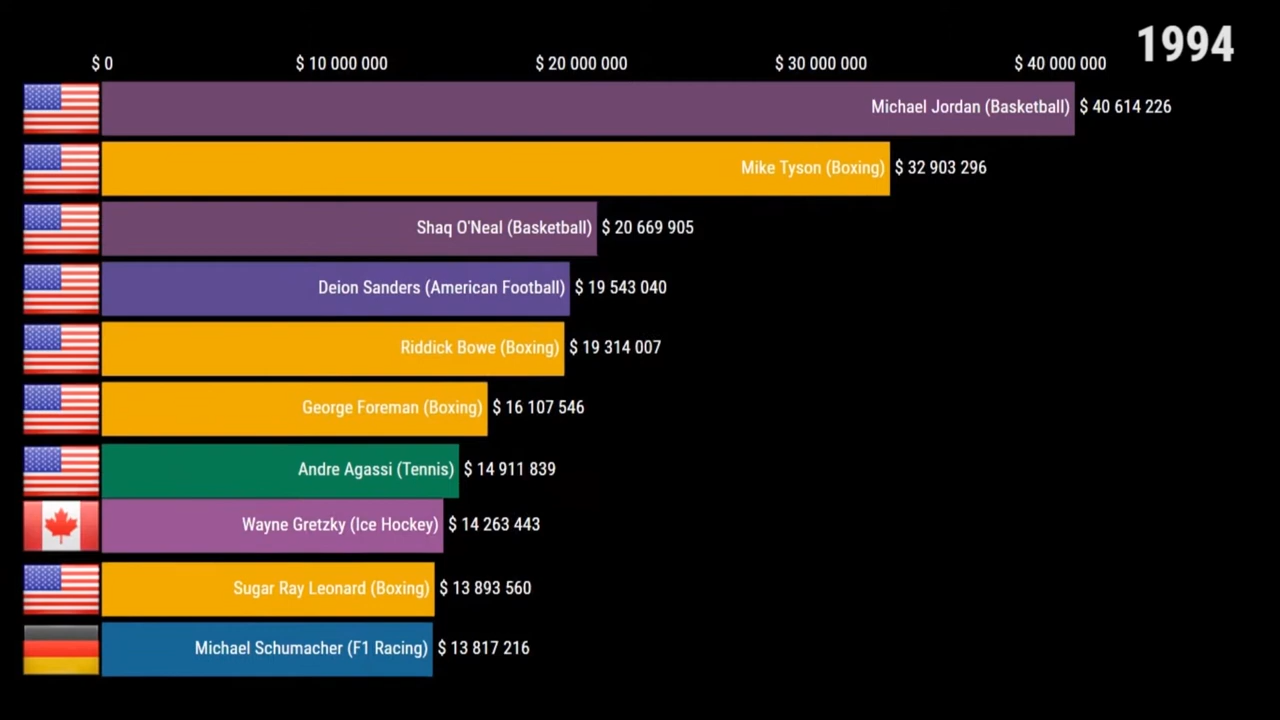 1994
$ 0 $ 10 000 000 $ 20 000 000 $ 30 000 000 $ 40 000 000
Michael Jordan (Basketball) $ 40 614 226
Mike Tyson (Boxing) $ 32 903 296
Shaq O'Neal (Basketball) $ 20 669 905
Deion Sanders (American Football) $ 19 543 040
Riddick Bowe (Boxing) $ 19 314 007
George Foreman (Boxing) $ 16 107 546
Andre Agassi (Tennis) $ 14 911 839
Wayne Gretzky (Ice Hockey) $ 14 263 443
Sugar Ray Leonard (Boxing) $ 13 893 560
Michael Schumacher (F1 Racing) $ 13 817 216